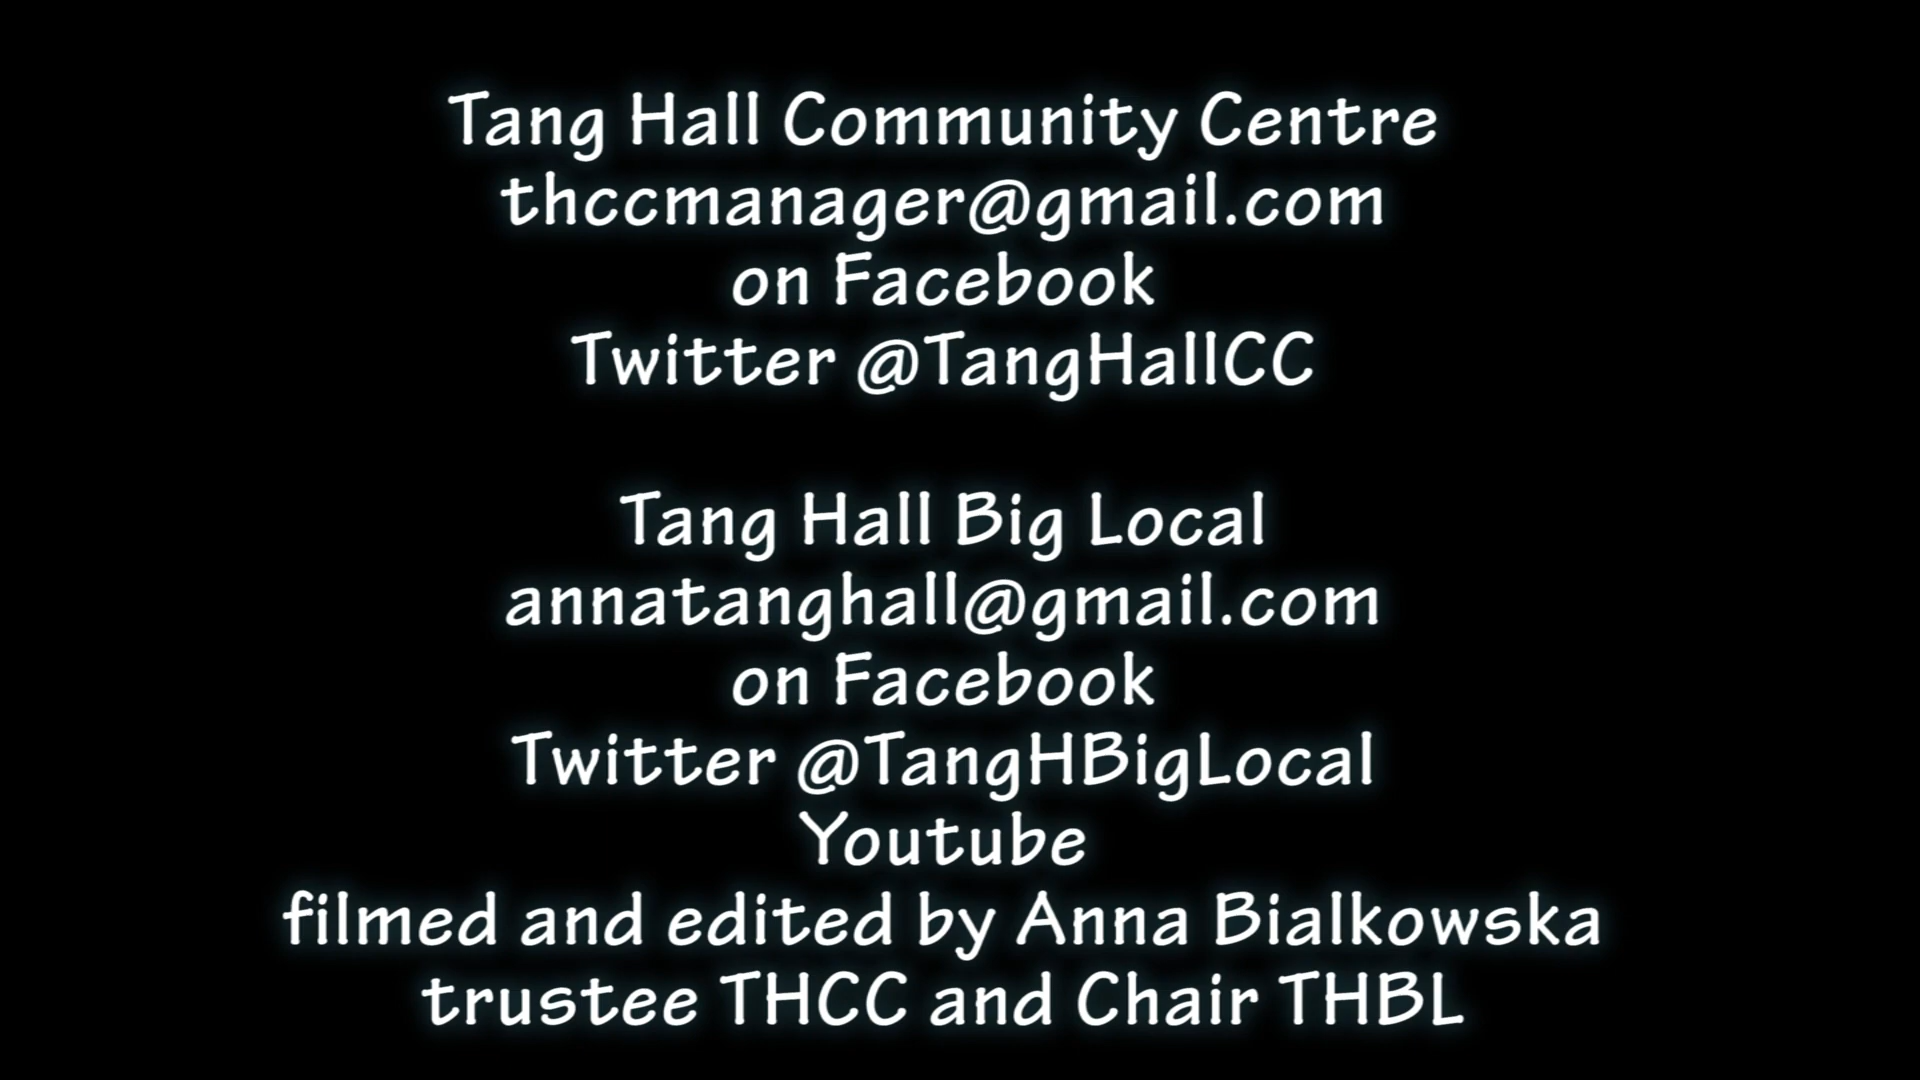 Tang Hall Community Centre
thccmanager@gmail.com
on Facebook
Twitter @TangHallCC
Tang Hall Big Local
annatanghall@gmail.com
on Facebook
Twitter @TangHBigLocal
Youtube
filmed and edited by Anna Bialkowska
trustee THCC and Chair THBL